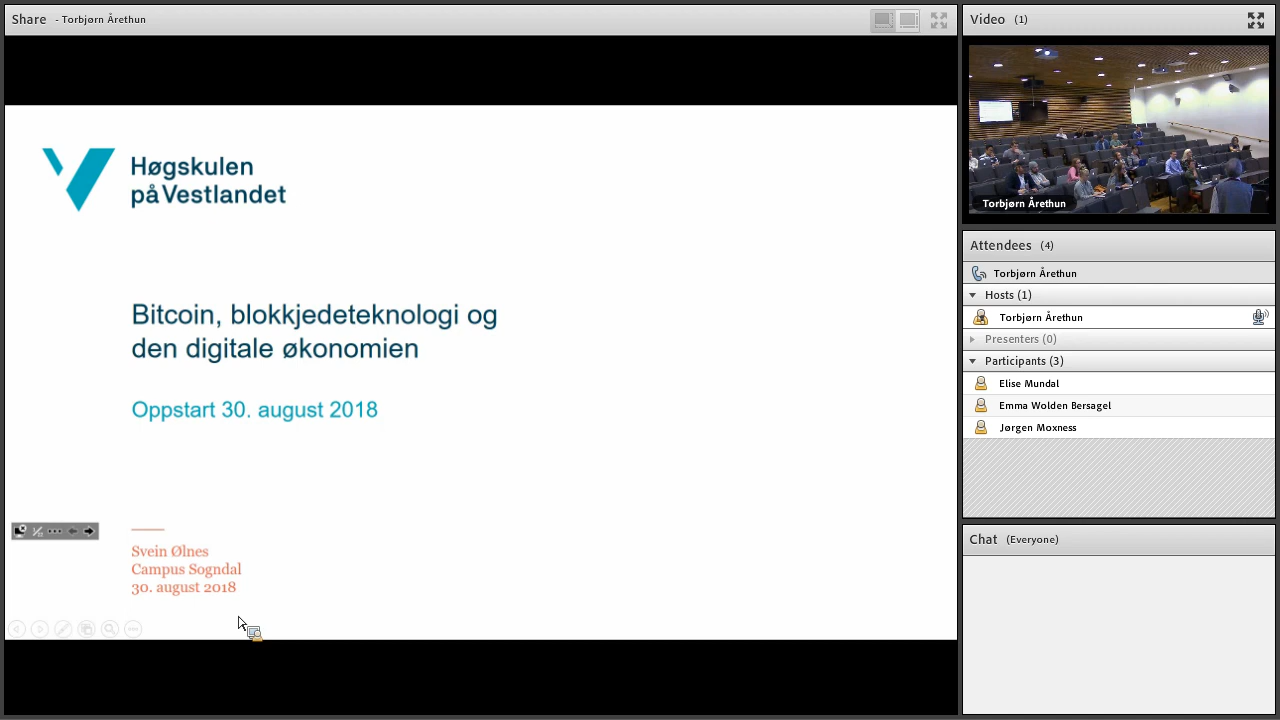 Share - Torbjørn Årethun
Høgskulen
på Vestlandet
Bitcoin, blokkjedeteknologi og
den digitale økonomien
Oppstart 30. august 2018
Svein Ølnes
Campus Sogndal
30. august 2018
Video (1)
Torbjørn Årethun
Attendees (4)
Torbjørn Årethun
Hosts (1)
Torbjørn Årethun
Presenters (0)
Participants (3)
Elise Mundal
Emma Wolden Bersagel
Jørgen Moxness
Chat (Everyone)